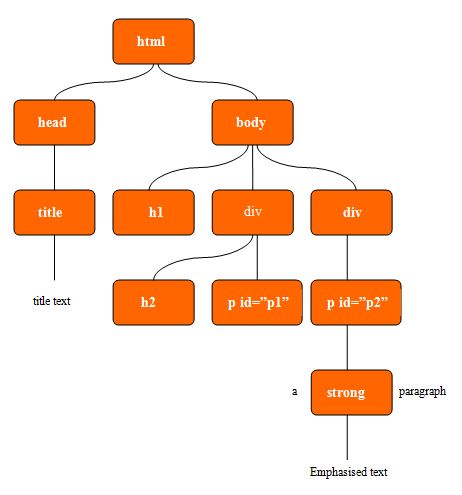 html
head
body
title
h1
div
div
title text
h2
p id=”p1”
p id=”p2”
a
strong
paragraph
Emphasised text